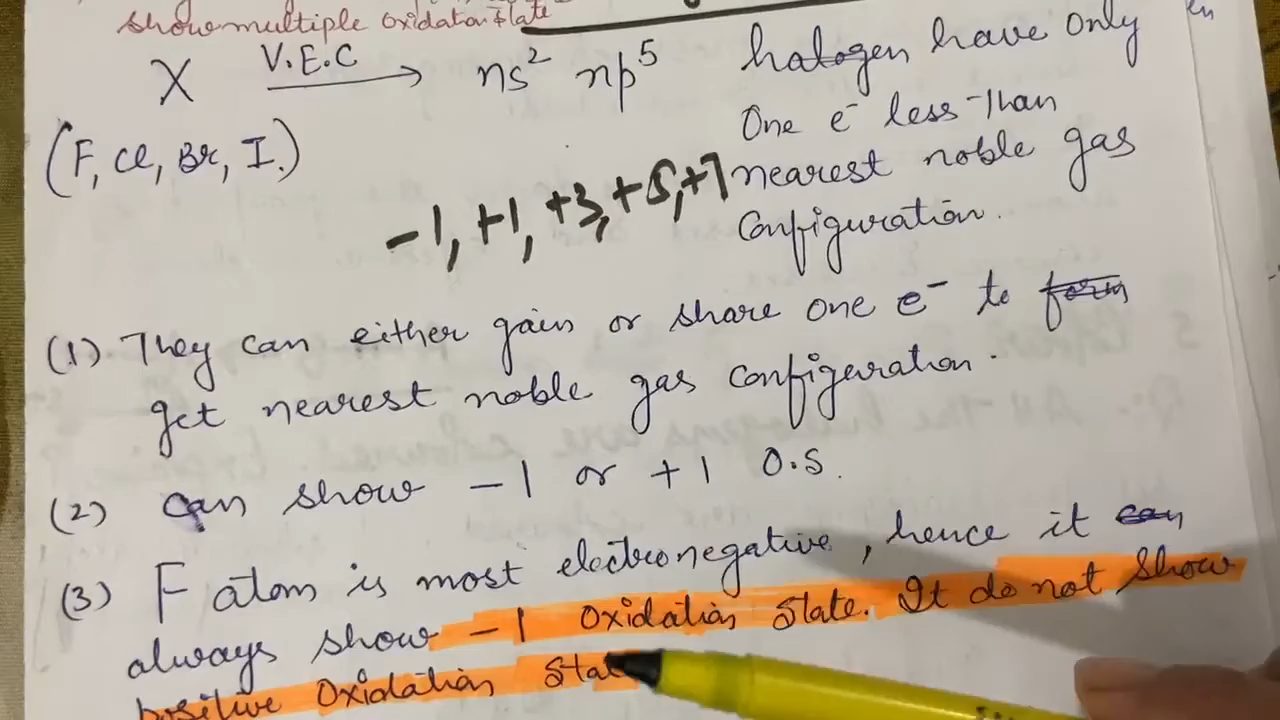 show multiple oxidation state
X V.E.C → ns² np⁵
(F, Cl, Br, I.)
halogen have only
One e⁻ less than
nearest noble gas
Configuration.
-1, +1, +3, +5, +7
(1) They can either gain or share one e⁻ to form
get nearest noble gas configuration.
(2) Can show -1 or +1 O.S.
(3) F atom is most electronegative, hence it can
always show -1 oxidation state. It do not show
positive Oxidation